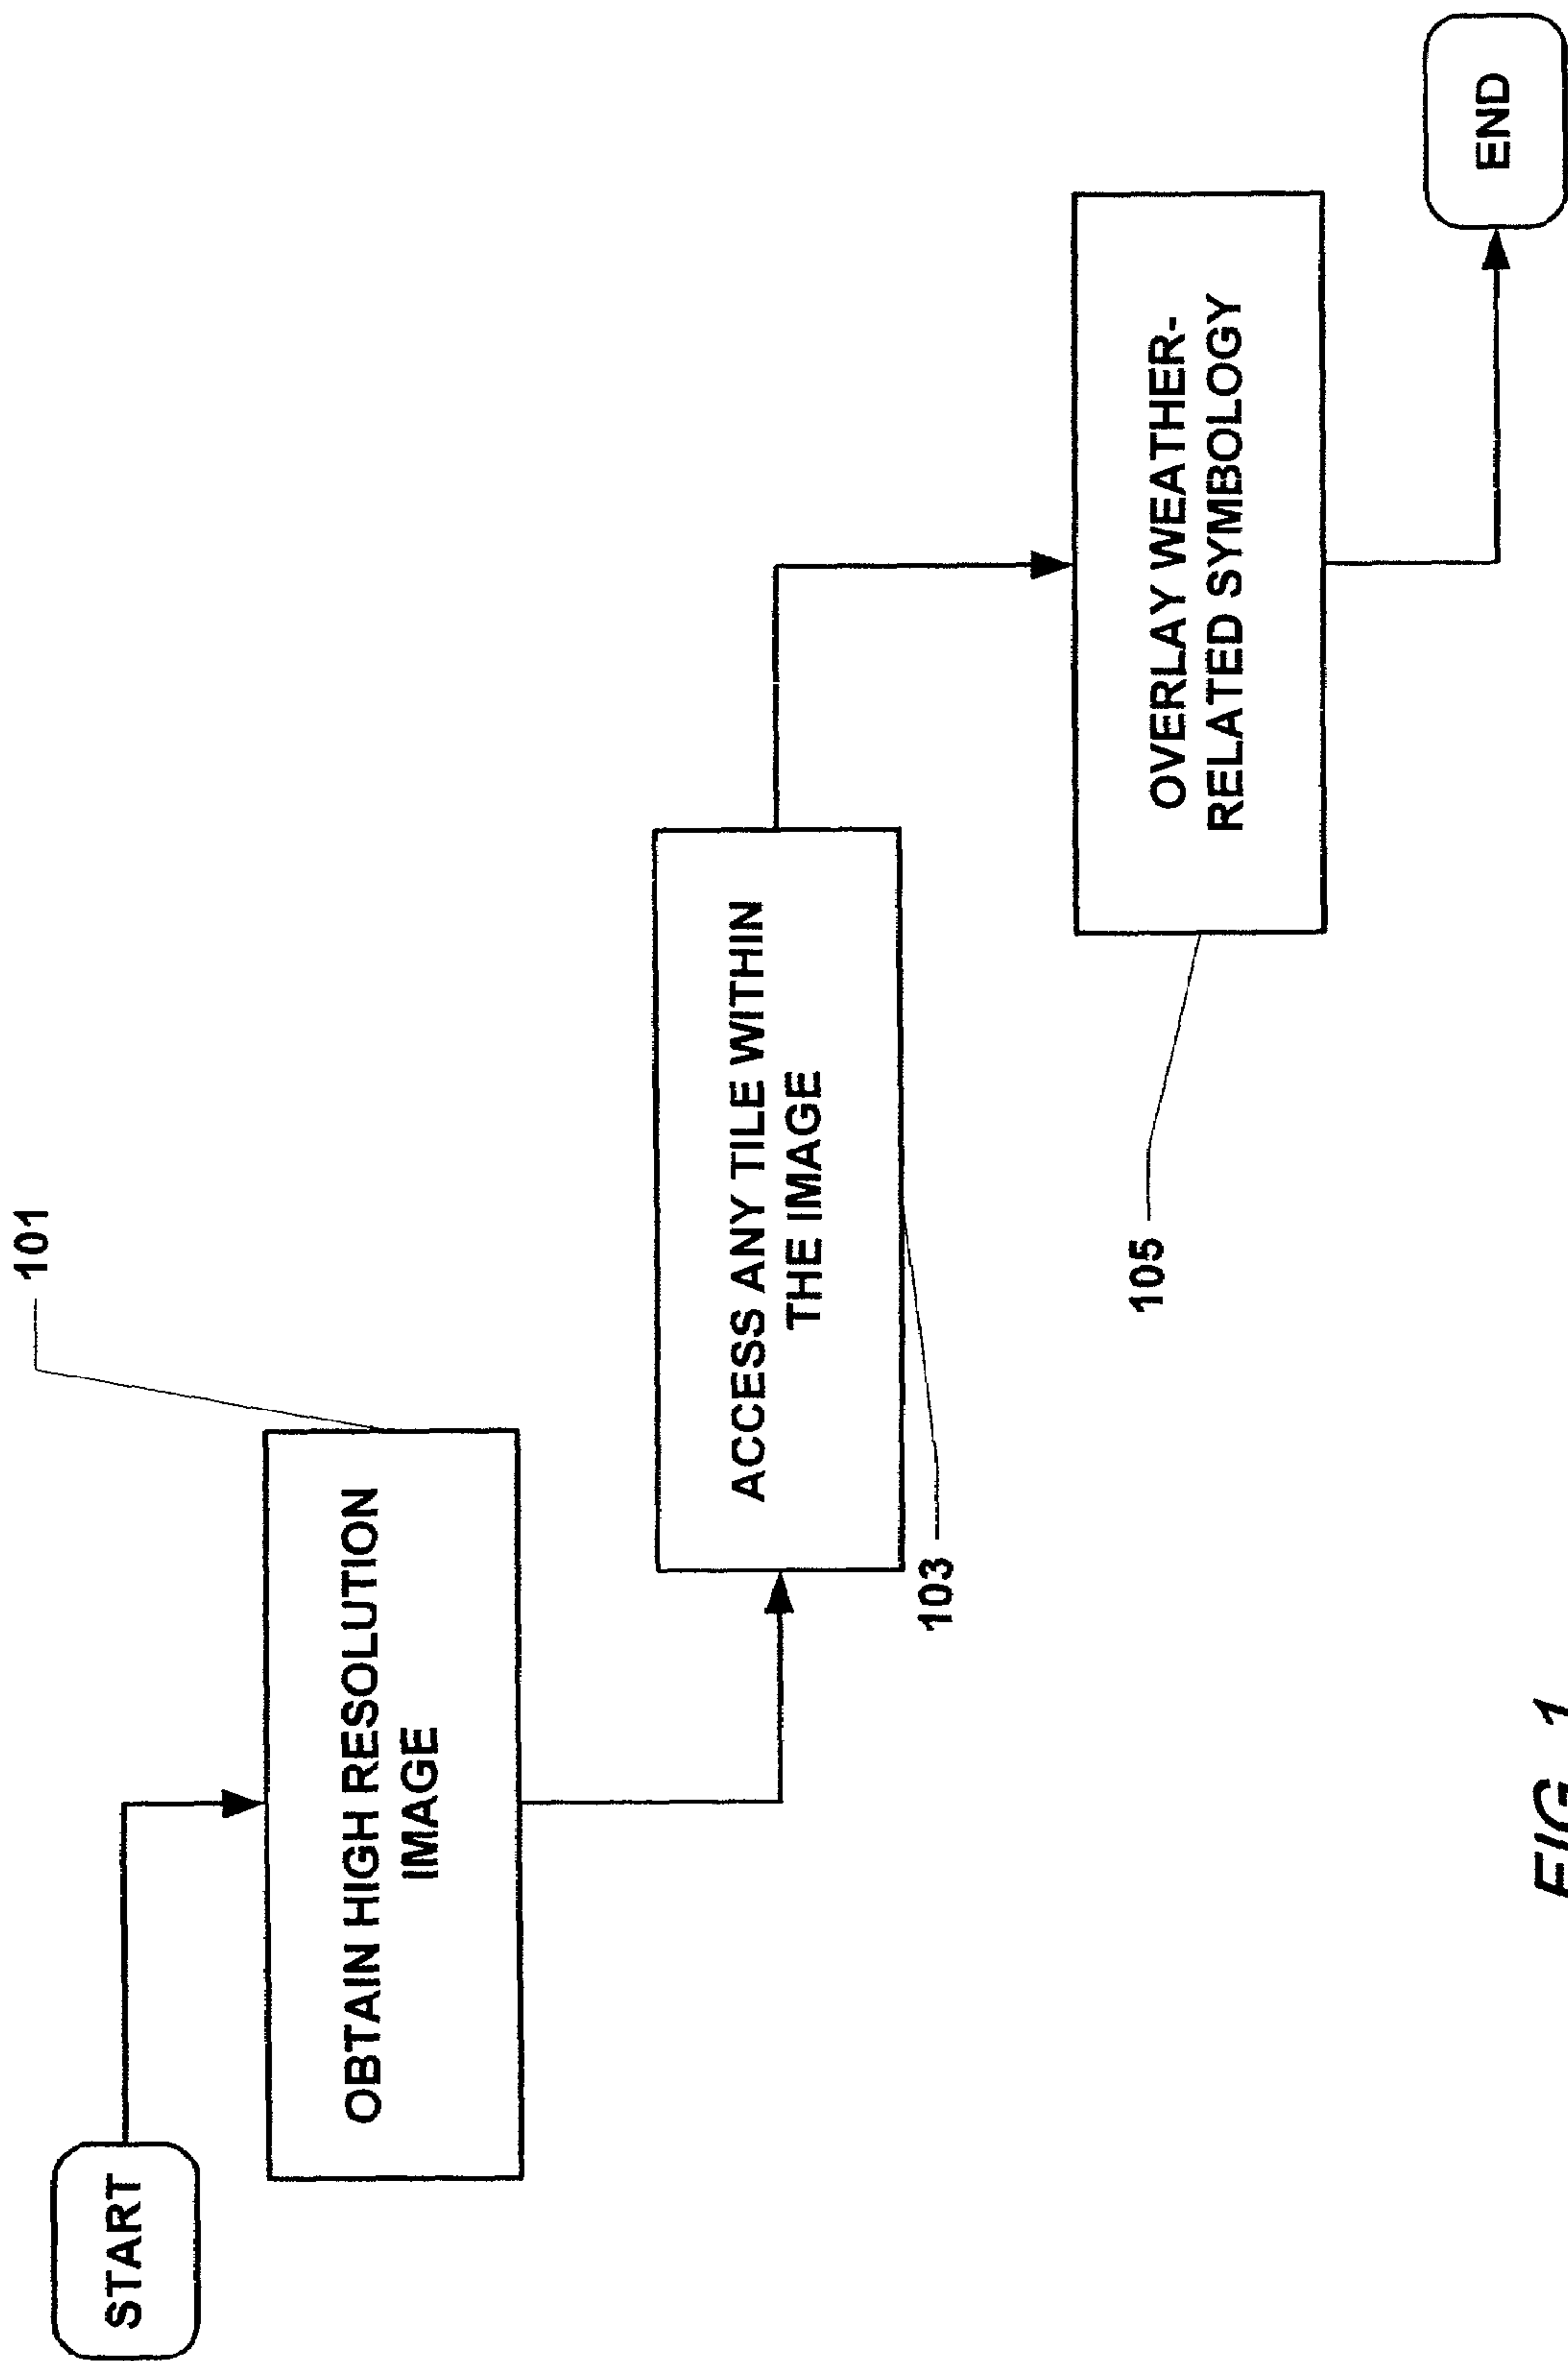 START
101
OBTAIN HIGH RESOLUTION
IMAGE
ACCESS ANY TILE WITHIN
THE IMAGE
103
OVERLAY WEATHER-
RELATED SYMBOLOGY
105
END
FIG. 1